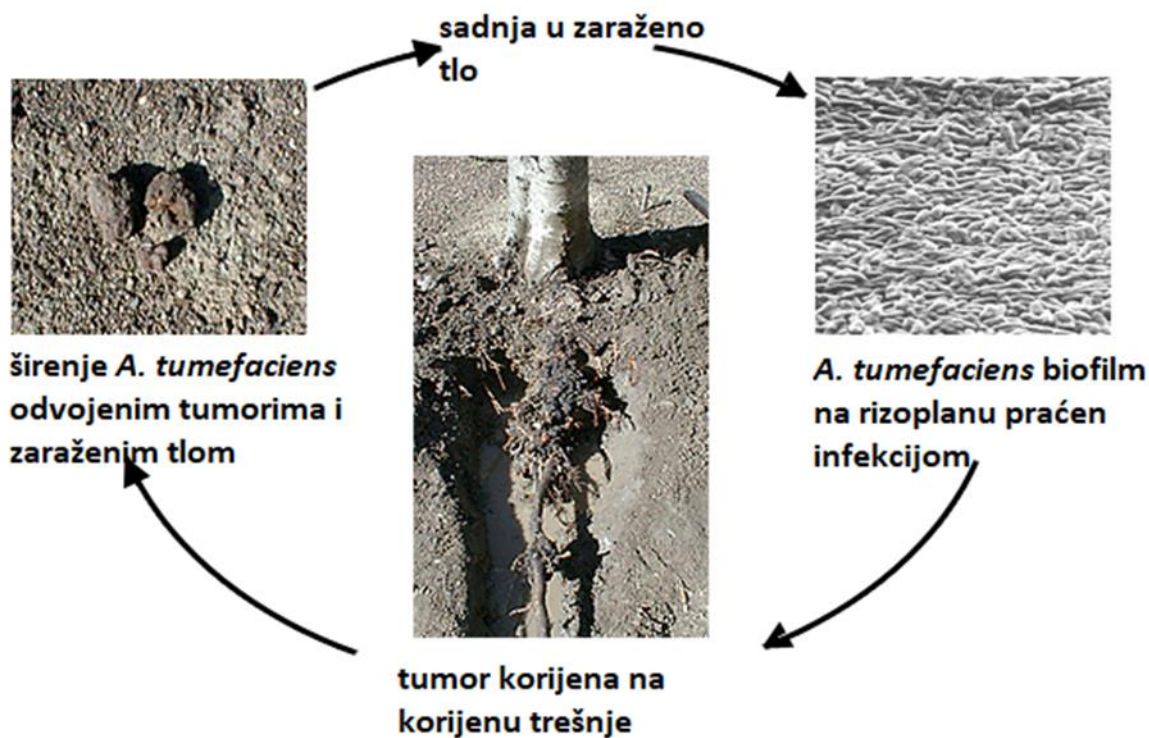 sadnja u zaraženo
tlo
širenje A. tumefaciens
odvojenim tumorima i
zaraženim tlom
A. tumefaciens biofilm
na rizoplanu praćen
infekcijom
tumor korijena na
korijenu trešnje